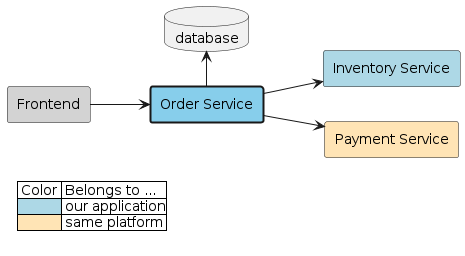 database
Inventory Service
Frontend
Order Service
Payment Service
Color Belongs to ...
our application
same platform